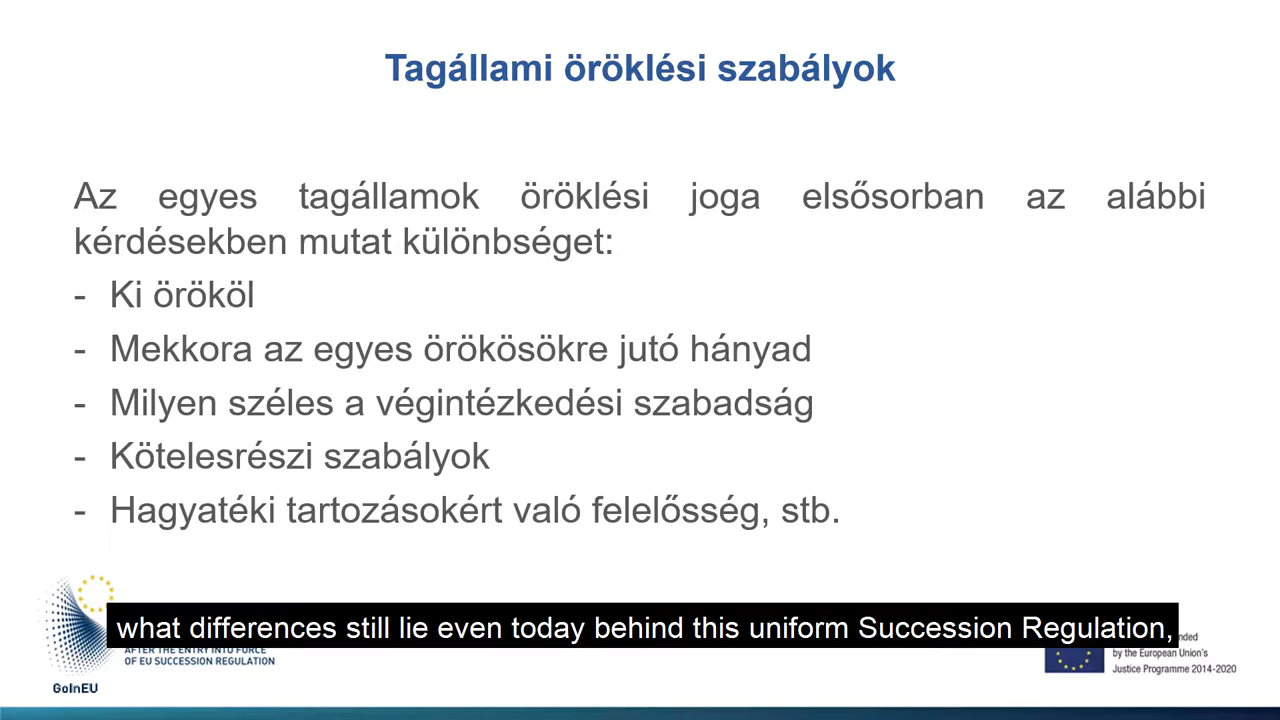 Tagállami öröklési szabályok
Az egyes tagállamok öröklési joga elsősorban az alábbi
kérdésekben mutat különbséget:
- Ki örököl
- Mekkora az egyes örökösökre jutó hányad
- Milyen széles a végintézkedési szabadság
- Kötelesrészi szabályok
- Hagyatéki tartozásokért való felelősség, stb.
what differences still lie even today behind this uniform Succession Regulation,
AFTER THE ENTRY INTO FORCE
OF EU SUCCESSION REGULATION
GoInEU
by the European Union's
Justice Programme 2014-2020